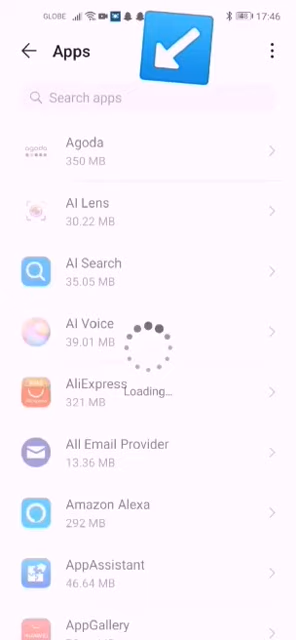 GLOBE 17:46
Apps
Search apps
agoda
Agoda
350 MB
AI Lens
30.22 MB
AI Search
35.05 MB
AI Voice
39.01 MB
AliExpress
Loading...
321 MB
All Email Provider
13.36 MB
Amazon Alexa
292 MB
AppAssistant
46.64 MB
AppGallery